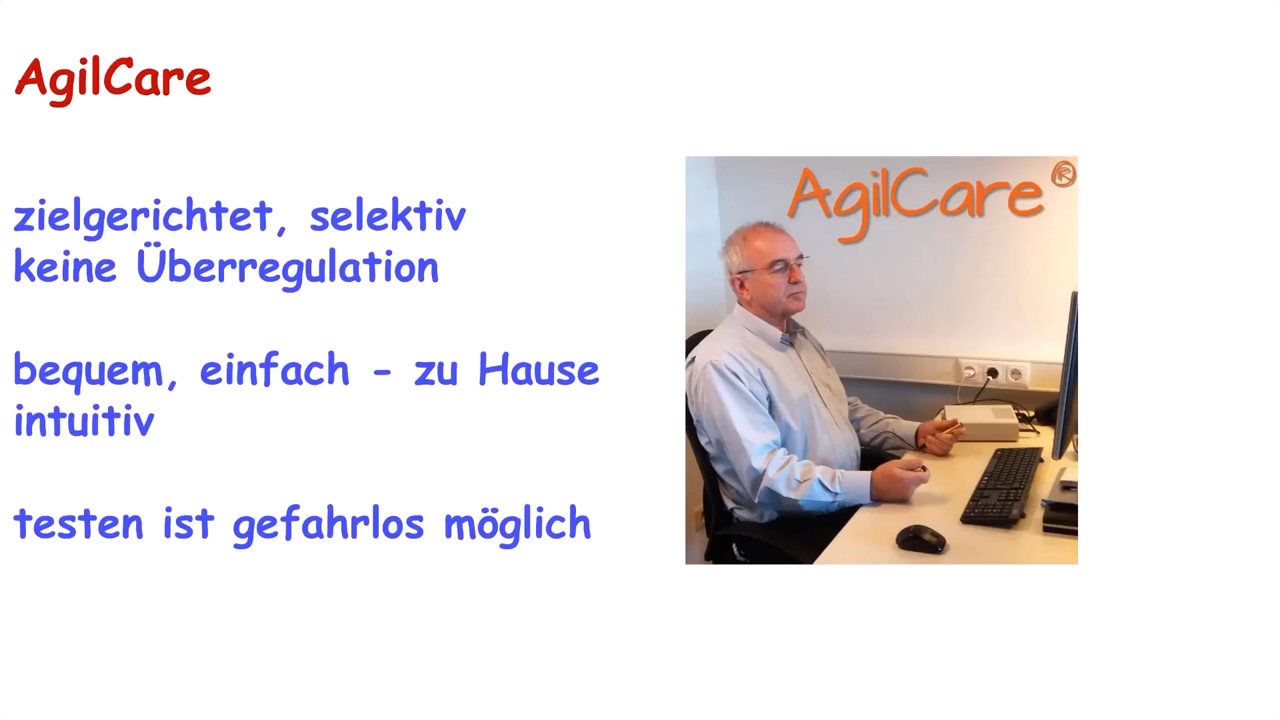 AgilCare
zielgerichtet, selektiv
keine Überregulation
bequem, einfach - zu Hause
intuitiv
testen ist gefahrlos möglich
AgilCare®